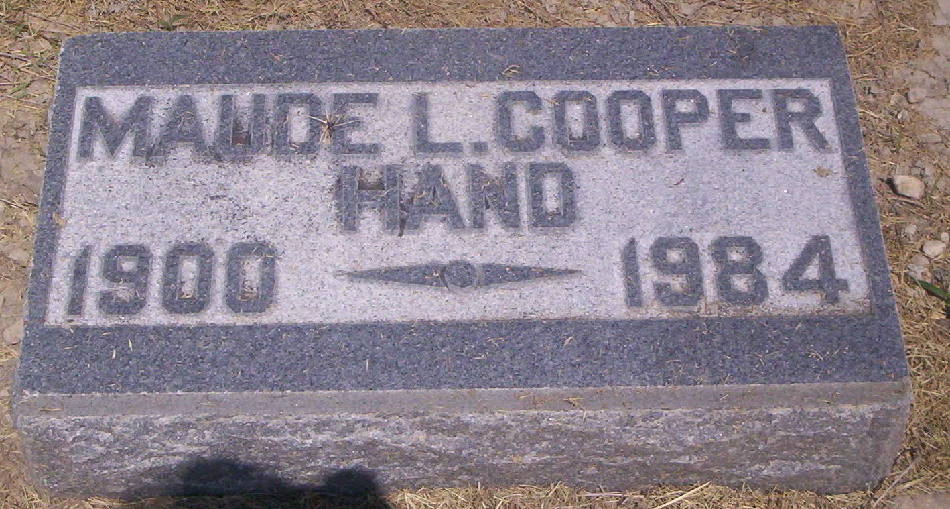 MAUDE L. COOPER
HAND
1900 1984